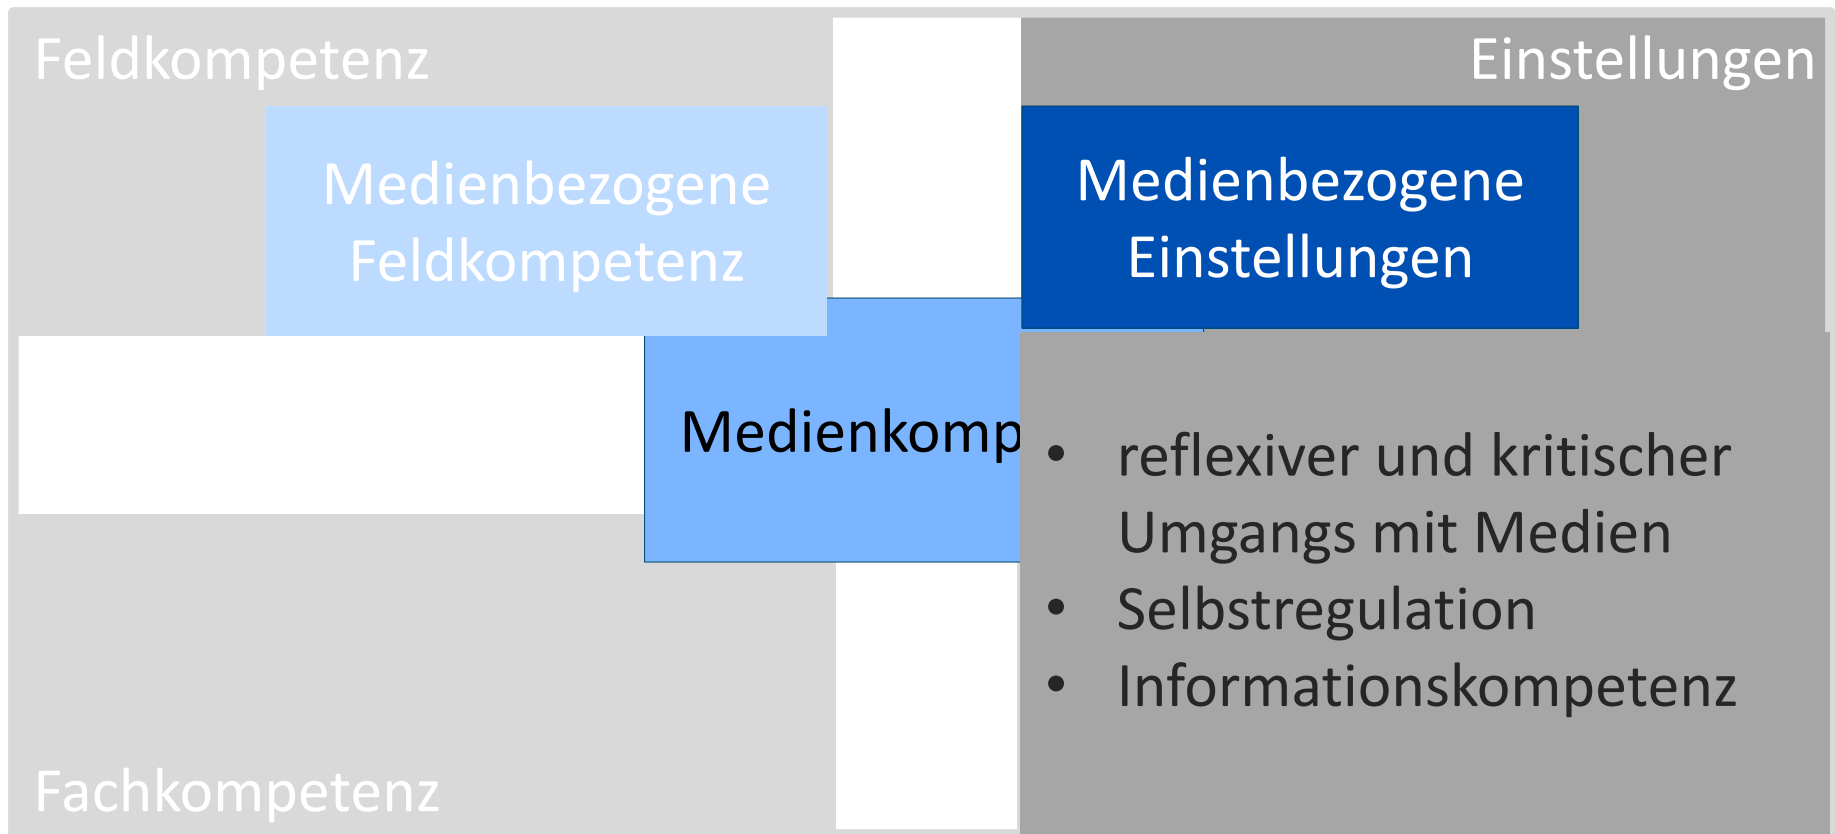 Feldkompetenz
Einstellungen
Medienbezogene
Feldkompetenz
Medienbezogene
Einstellungen
Medienkomp
• reflexiver und kritischer
Umgangs mit Medien
• Selbstregulation
• Informationskompetenz
Fachkompetenz